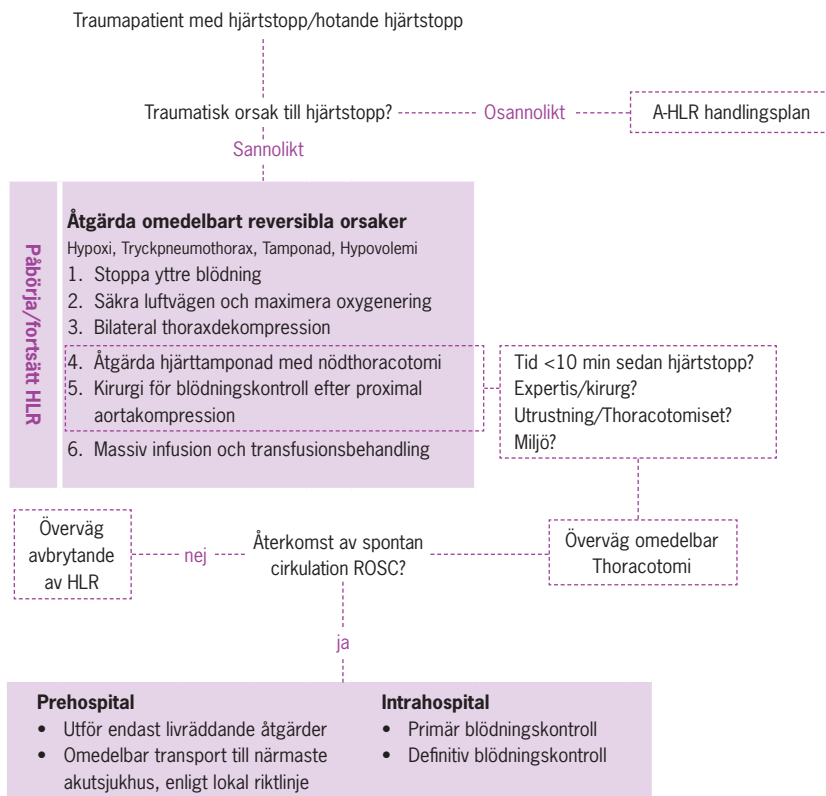 Traumapatient med hjärtstopp/hotande hjärtstopp
Traumatisk orsak till hjärtstopp?
Osannolikt
A-HLR handlingsplan
Sannolikt
Påbörja/fortsätt HLR
Åtgärda omedelbart reversibla orsaker
Hypoxi, Tryckpneumothorax, Tamponad, Hypovolemi
1. Stoppa yttre blödning
2. Säkra luftvägen och maximera oxygenering
3. Bilateral thoraxdekompression
4. Åtgärda hjärttamponad med nödthoracotomi
5. Kirurgi för blödningskontroll efter proximal
aortakompression
6. Massiv infusion och transfusionsbehandling
Tid <10 min sedan hjärtstopp?
Expertis/kirurg?
Utrustning/Thoracotomiset?
Miljö?
Överväg omedelbar
Thoracotomi
Återkomst av spontan
cirkulation ROSC?
nej
Överväg
avbrytande
av HLR
ja
Prehospital
• Utför endast livräddande åtgärder
• Omedelbar transport till närmaste
akutsjukhus, enligt lokal riktlinje
Intrahospital
• Primär blödningskontroll
• Definitiv blödningskontroll